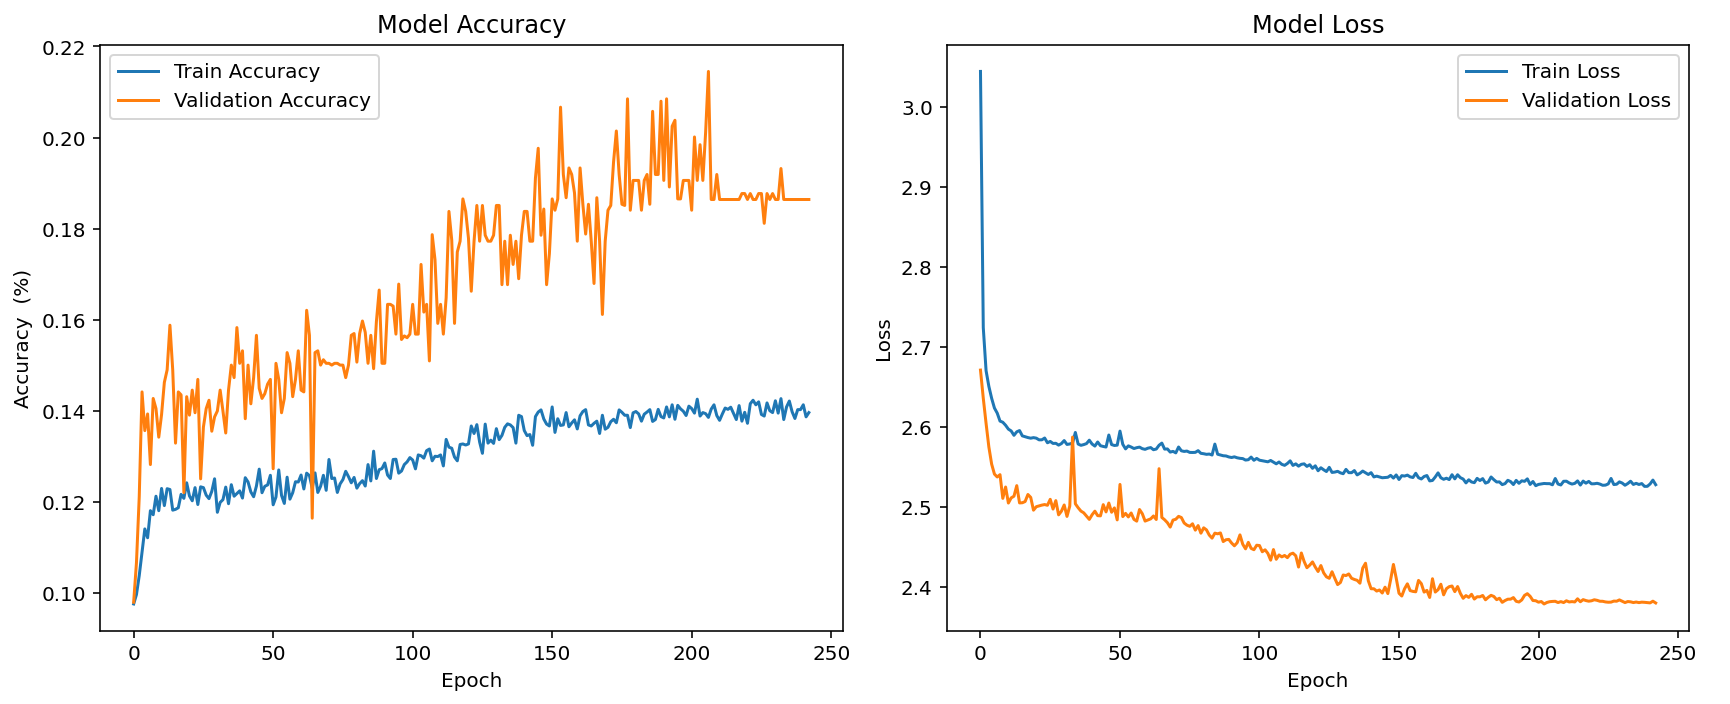 Model Accuracy
Train Accuracy
Validation Accuracy
0.22
0.20
0.18
0.16
0.14
0.12
0.10
Accuracy (%)
0
50
100
150
200
250
Epoch
Model Loss
Train Loss
Validation Loss
3.0
2.9
2.8
2.7
2.6
2.5
2.4
Loss
0
50
100
150
200
250
Epoch